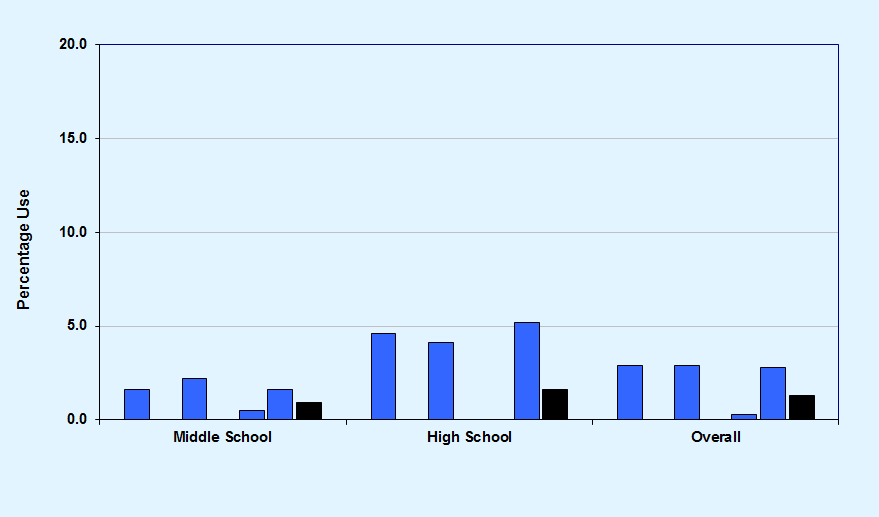 20.0
15.0
10.0
5.0
0.0
Percentage Use
Middle School
High School
Overall